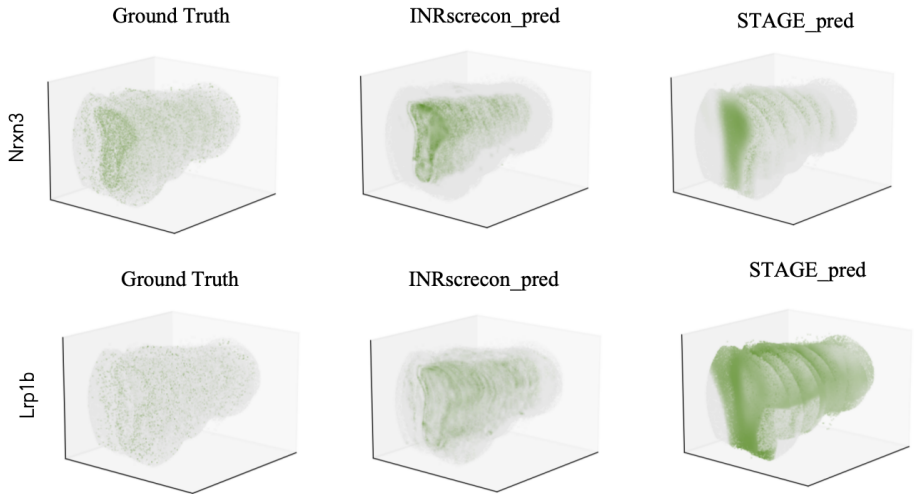 Ground Truth
INRscrecon_pred
STAGE_pred
Nrxn3
Ground Truth
INRscrecon_pred
STAGE_pred
Lrp1b